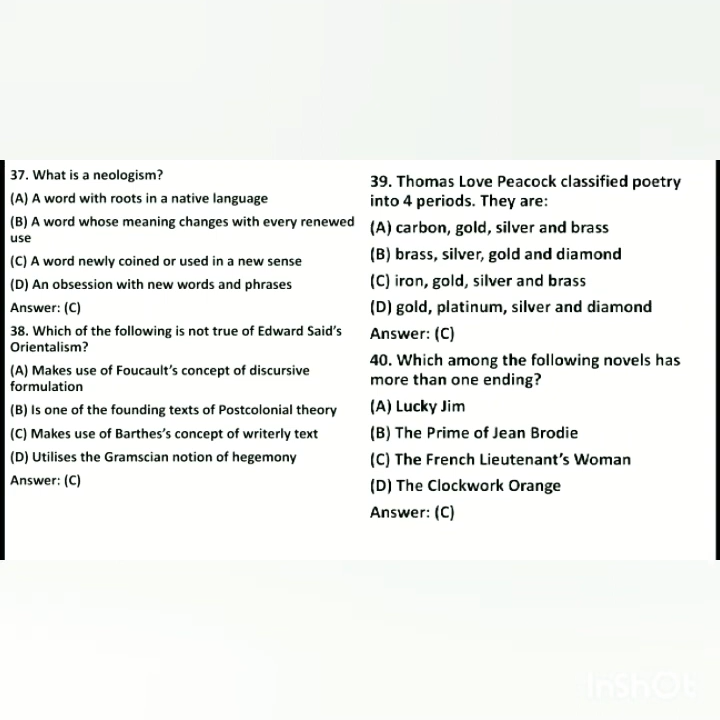 37. What is a neologism?
(A) A word with roots in a native language
(B) A word whose meaning changes with every renewed
use
(C) A word newly coined or used in a new sense
(D) An obsession with new words and phrases
Answer: (C)
38. Which of the following is not true of Edward Said's
Orientalism?
(A) Makes use of Foucault's concept of discursive
formulation
(B) Is one of the founding texts of Postcolonial theory
(C) Makes use of Barthes's concept of writerly text
(D) Utilises the Gramscian notion of hegemony
Answer: (C)
39. Thomas Love Peacock classified poetry
into 4 periods. They are:
(A) carbon, gold, silver and brass
(B) brass, silver, gold and diamond
(C) iron, gold, silver and brass
(D) gold, platinum, silver and diamond
Answer: (C)
40. Which among the following novels has
more than one ending?
(A) Lucky Jim
(B) The Prime of Jean Brodie
(C) The French Lieutenant's Woman
(D) The Clockwork Orange
Answer: (C)
InShOt